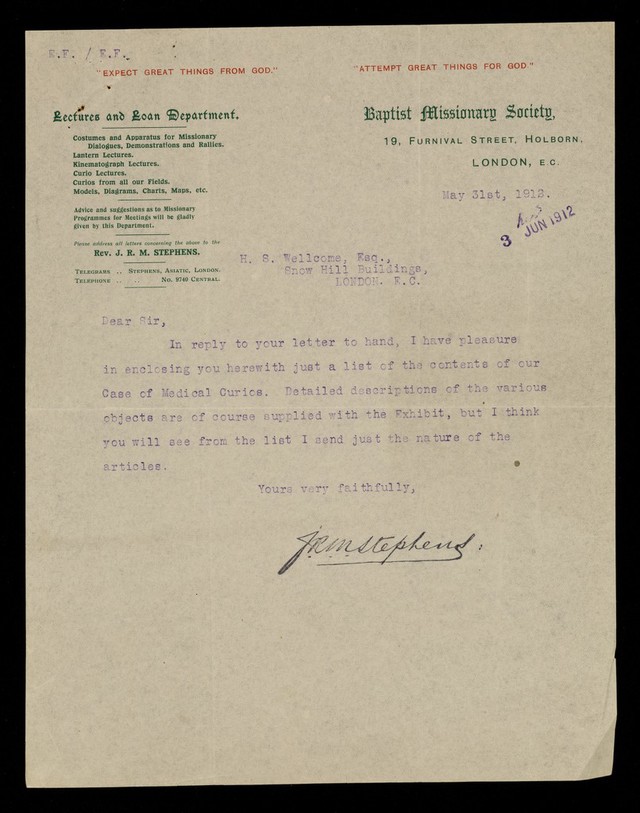 E.F. / E.F.
"EXPECT GREAT THINGS FROM GOD."
"ATTEMPT GREAT THINGS FOR GOD."
Lectures and Loan Department.
Costumes and Apparatus for Missionary
Dialogues, Demonstrations and Rallies.
Lantern Lectures.
Kinematograph Lectures.
Curio Lectures.
Curios from all our Fields.
Models, Diagrams, Charts, Maps, etc.
Advice and suggestions as to Missionary
Programmes for Meetings will be gladly
given by this Department.
Please address all letters concerning the above to the
Rev. J. R. M. STEPHENS.
TELEGRAMS .. STEPHENS, ASIATIC, LONDON.
TELEPHONE .. .. No. 9740 CENTRAL.
Baptist Missionary Society,
19, FURNIVAL STREET, HOLBORN,
LONDON, E.C.
May 31st, 1912.
3 JUN 1912
H. S. Wellcome, Esq.,
Snow Hill Buildings,
LONDON. E.C.
Dear Sir,
In reply to your letter to hand, I have pleasure
in enclosing you herewith just a list of the contents of our
Case of Medical Curios. Detailed descriptions of the various
objects are of course supplied with the Exhibit, but I think
you will see from the list I send just the nature of the
articles.
Yours very faithfully,
J.R.M. Stephens.